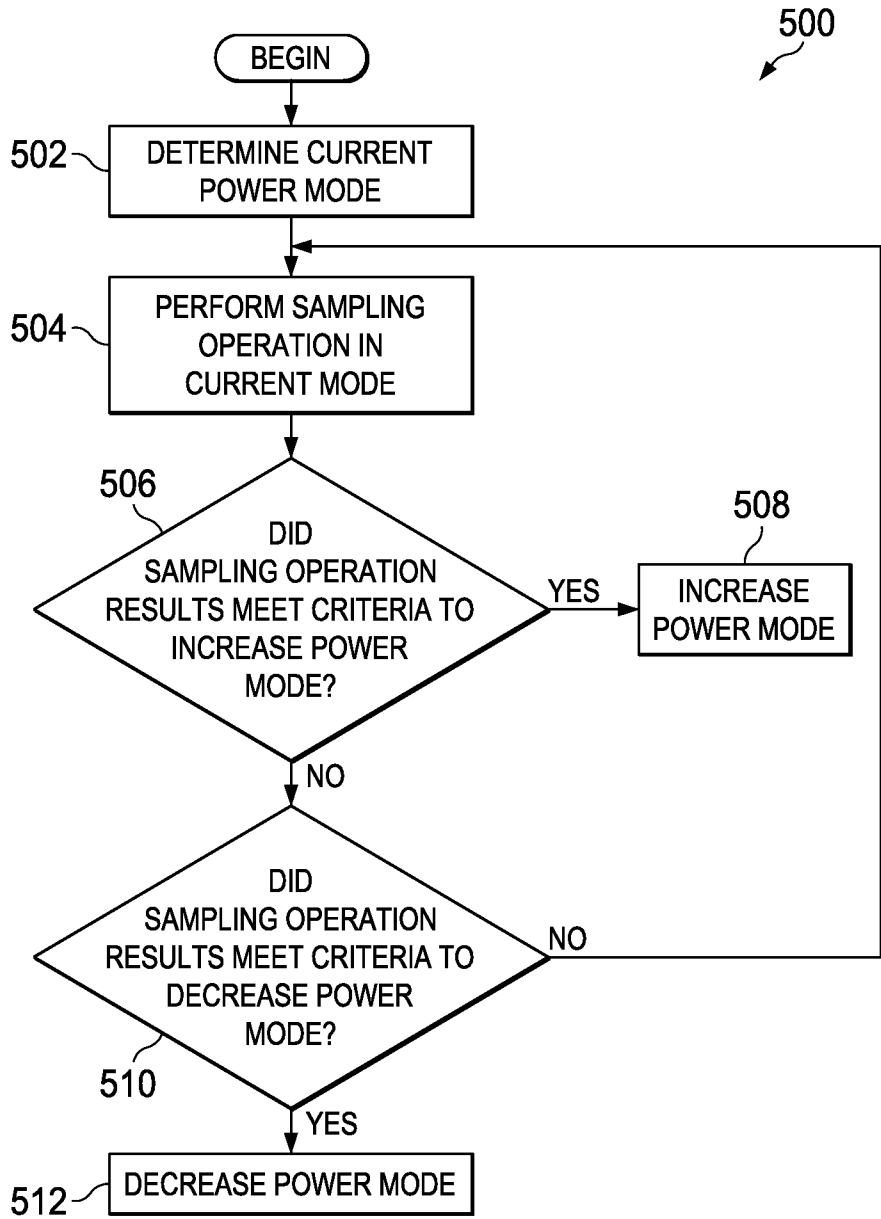 500
BEGIN
502
DETERMINE CURRENT
POWER MODE
504
PERFORM SAMPLING
OPERATION IN
CURRENT MODE
506
DID
SAMPLING OPERATION
RESULTS MEET CRITERIA TO
INCREASE POWER
MODE?
YES
508
INCREASE
POWER MODE
NO
DID
SAMPLING OPERATION
RESULTS MEET CRITERIA TO
DECREASE POWER
MODE?
NO
510
YES
512
DECREASE POWER MODE